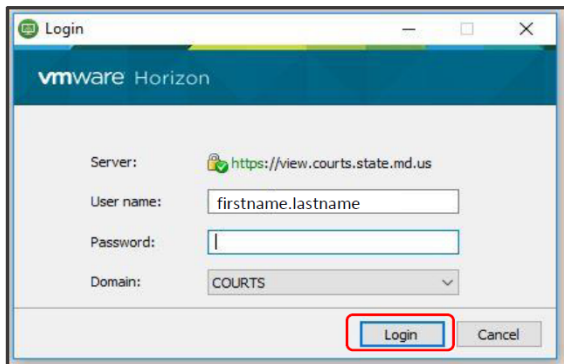 Login
vmware Horizon
Server: https://view.courts.state.md.us
User name: firstname.lastname
Password:
Domain: COURTS
Login Cancel